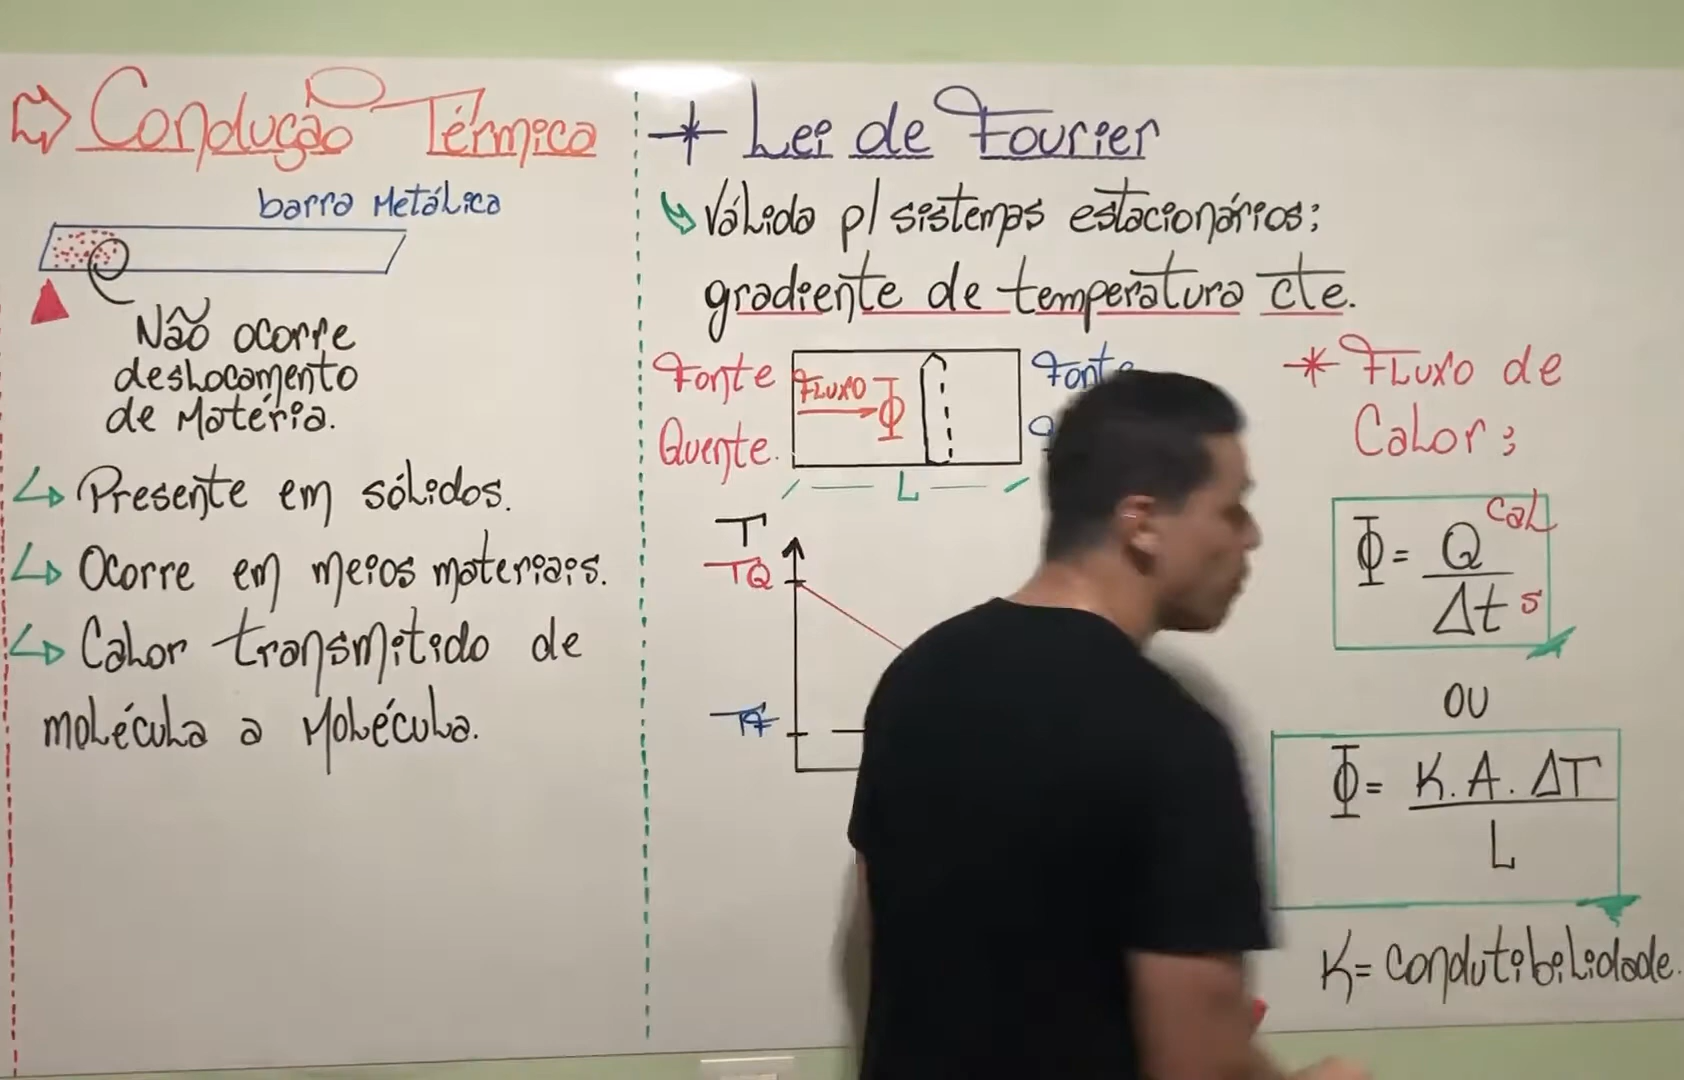 Condução Térmica
barra Metálica
Não ocorre
deslocamento
de Matéria.
Presente em sólidos.
Ocorre em meios materiais.
Calor transmitido de
molécula a Molécula.
* Lei de Fourier
Válida p/ sistemas estacionários:
gradiente de temperatura cte.
Fonte
Quente.
FLUXO Φ
Font
L
T
TQ
TF
* Fluxo de
Calor:
Φ = Q cal / Δt s
OU
Φ = K.A.ΔT / L
K= condutibilidade.